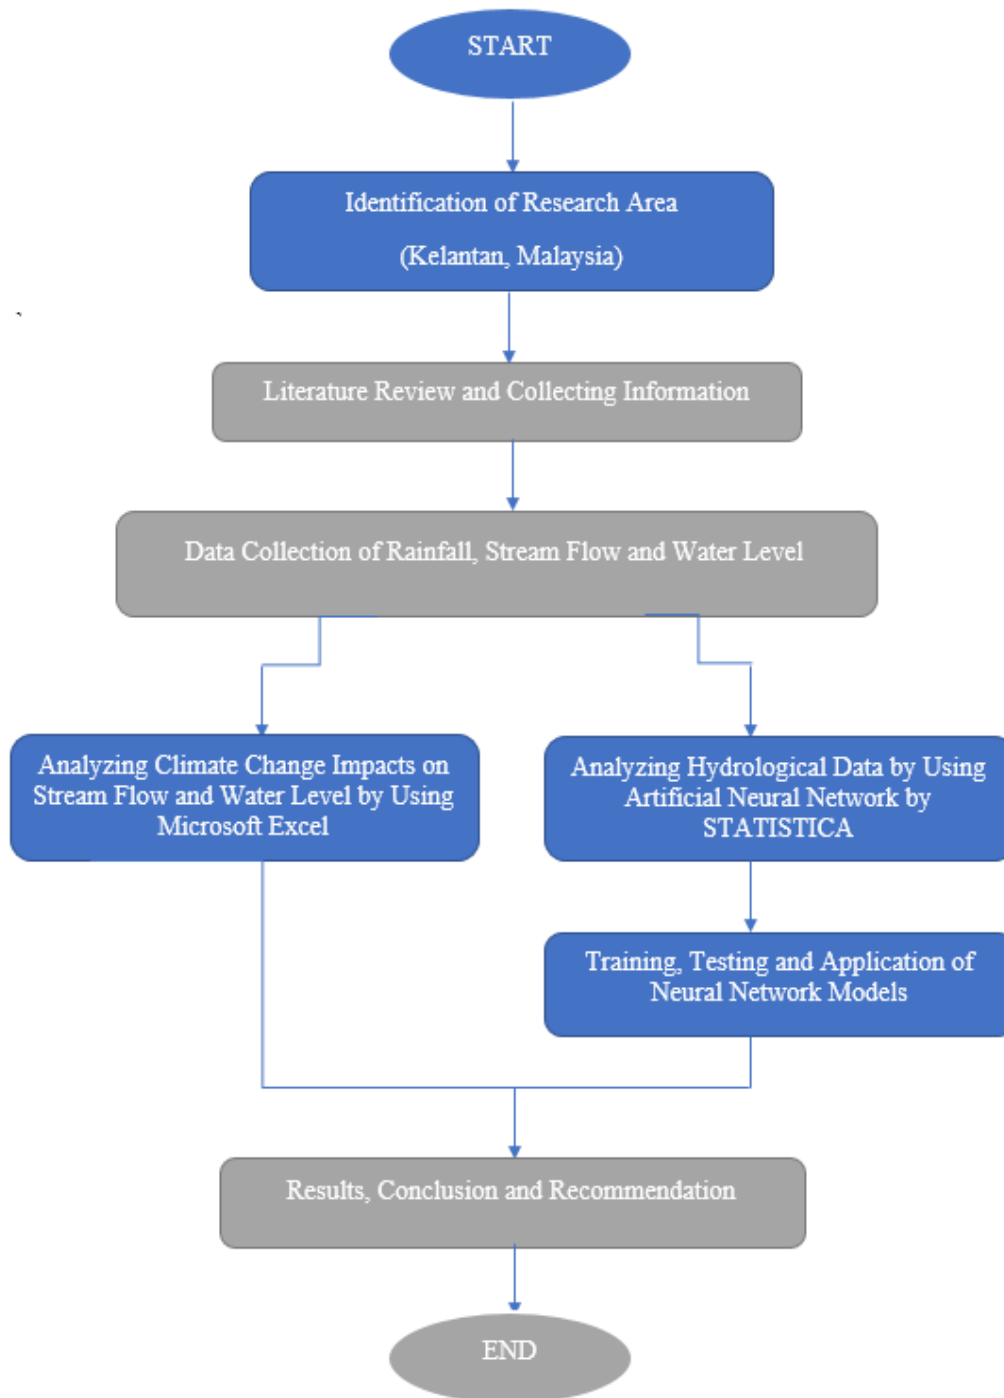 START
Identification of Research Area
(Kelantan, Malaysia)
Literature Review and Collecting Information
Data Collection of Rainfall, Stream Flow and Water Level
Analyzing Climate Change Impacts on
Stream Flow and Water Level by Using
Microsoft Excel
Analyzing Hydrological Data by Using
Artificial Neural Network by
STATISTICA
Training, Testing and Application of
Neural Network Models
Results, Conclusion and Recommendation
END